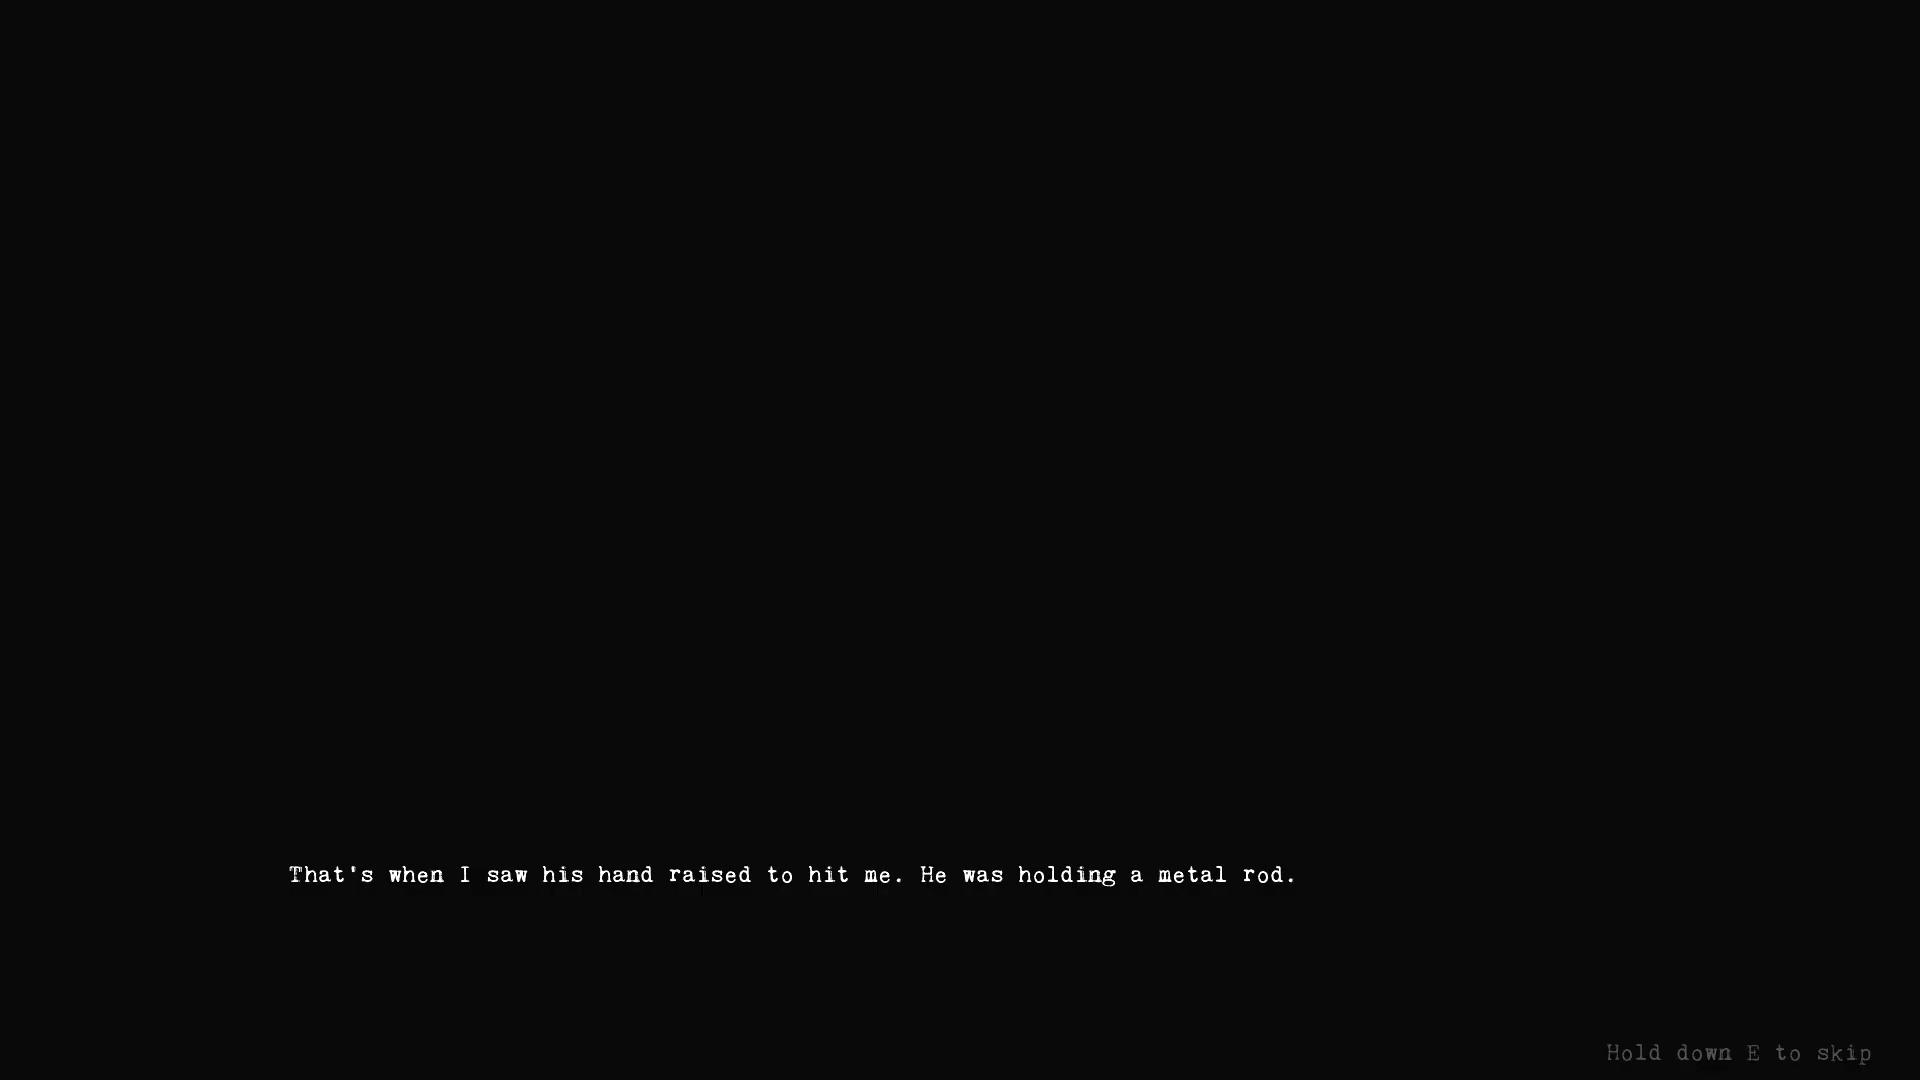 That's when I saw his hand raised to hit me. He was holding a metal rod.
Hold down E to skip